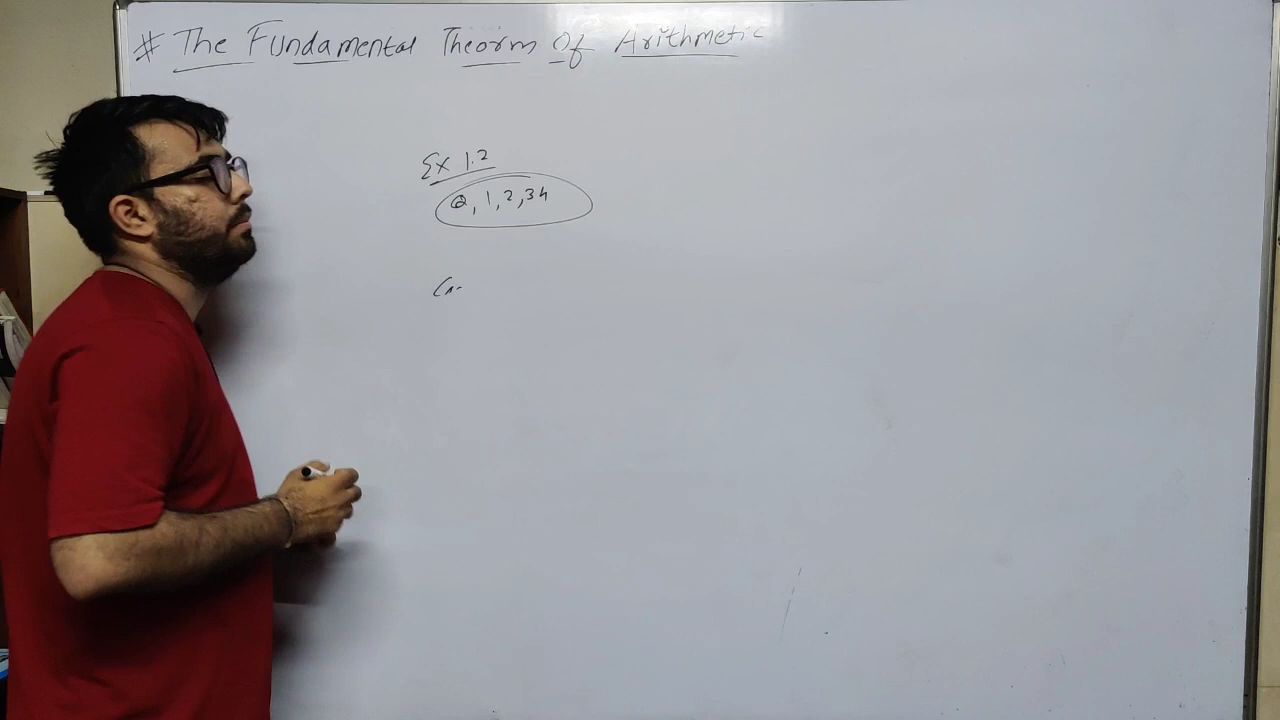 # The Fundamental Theorm Of Arithmetic
Ex 1.2
Q, 1, 2, 3 4